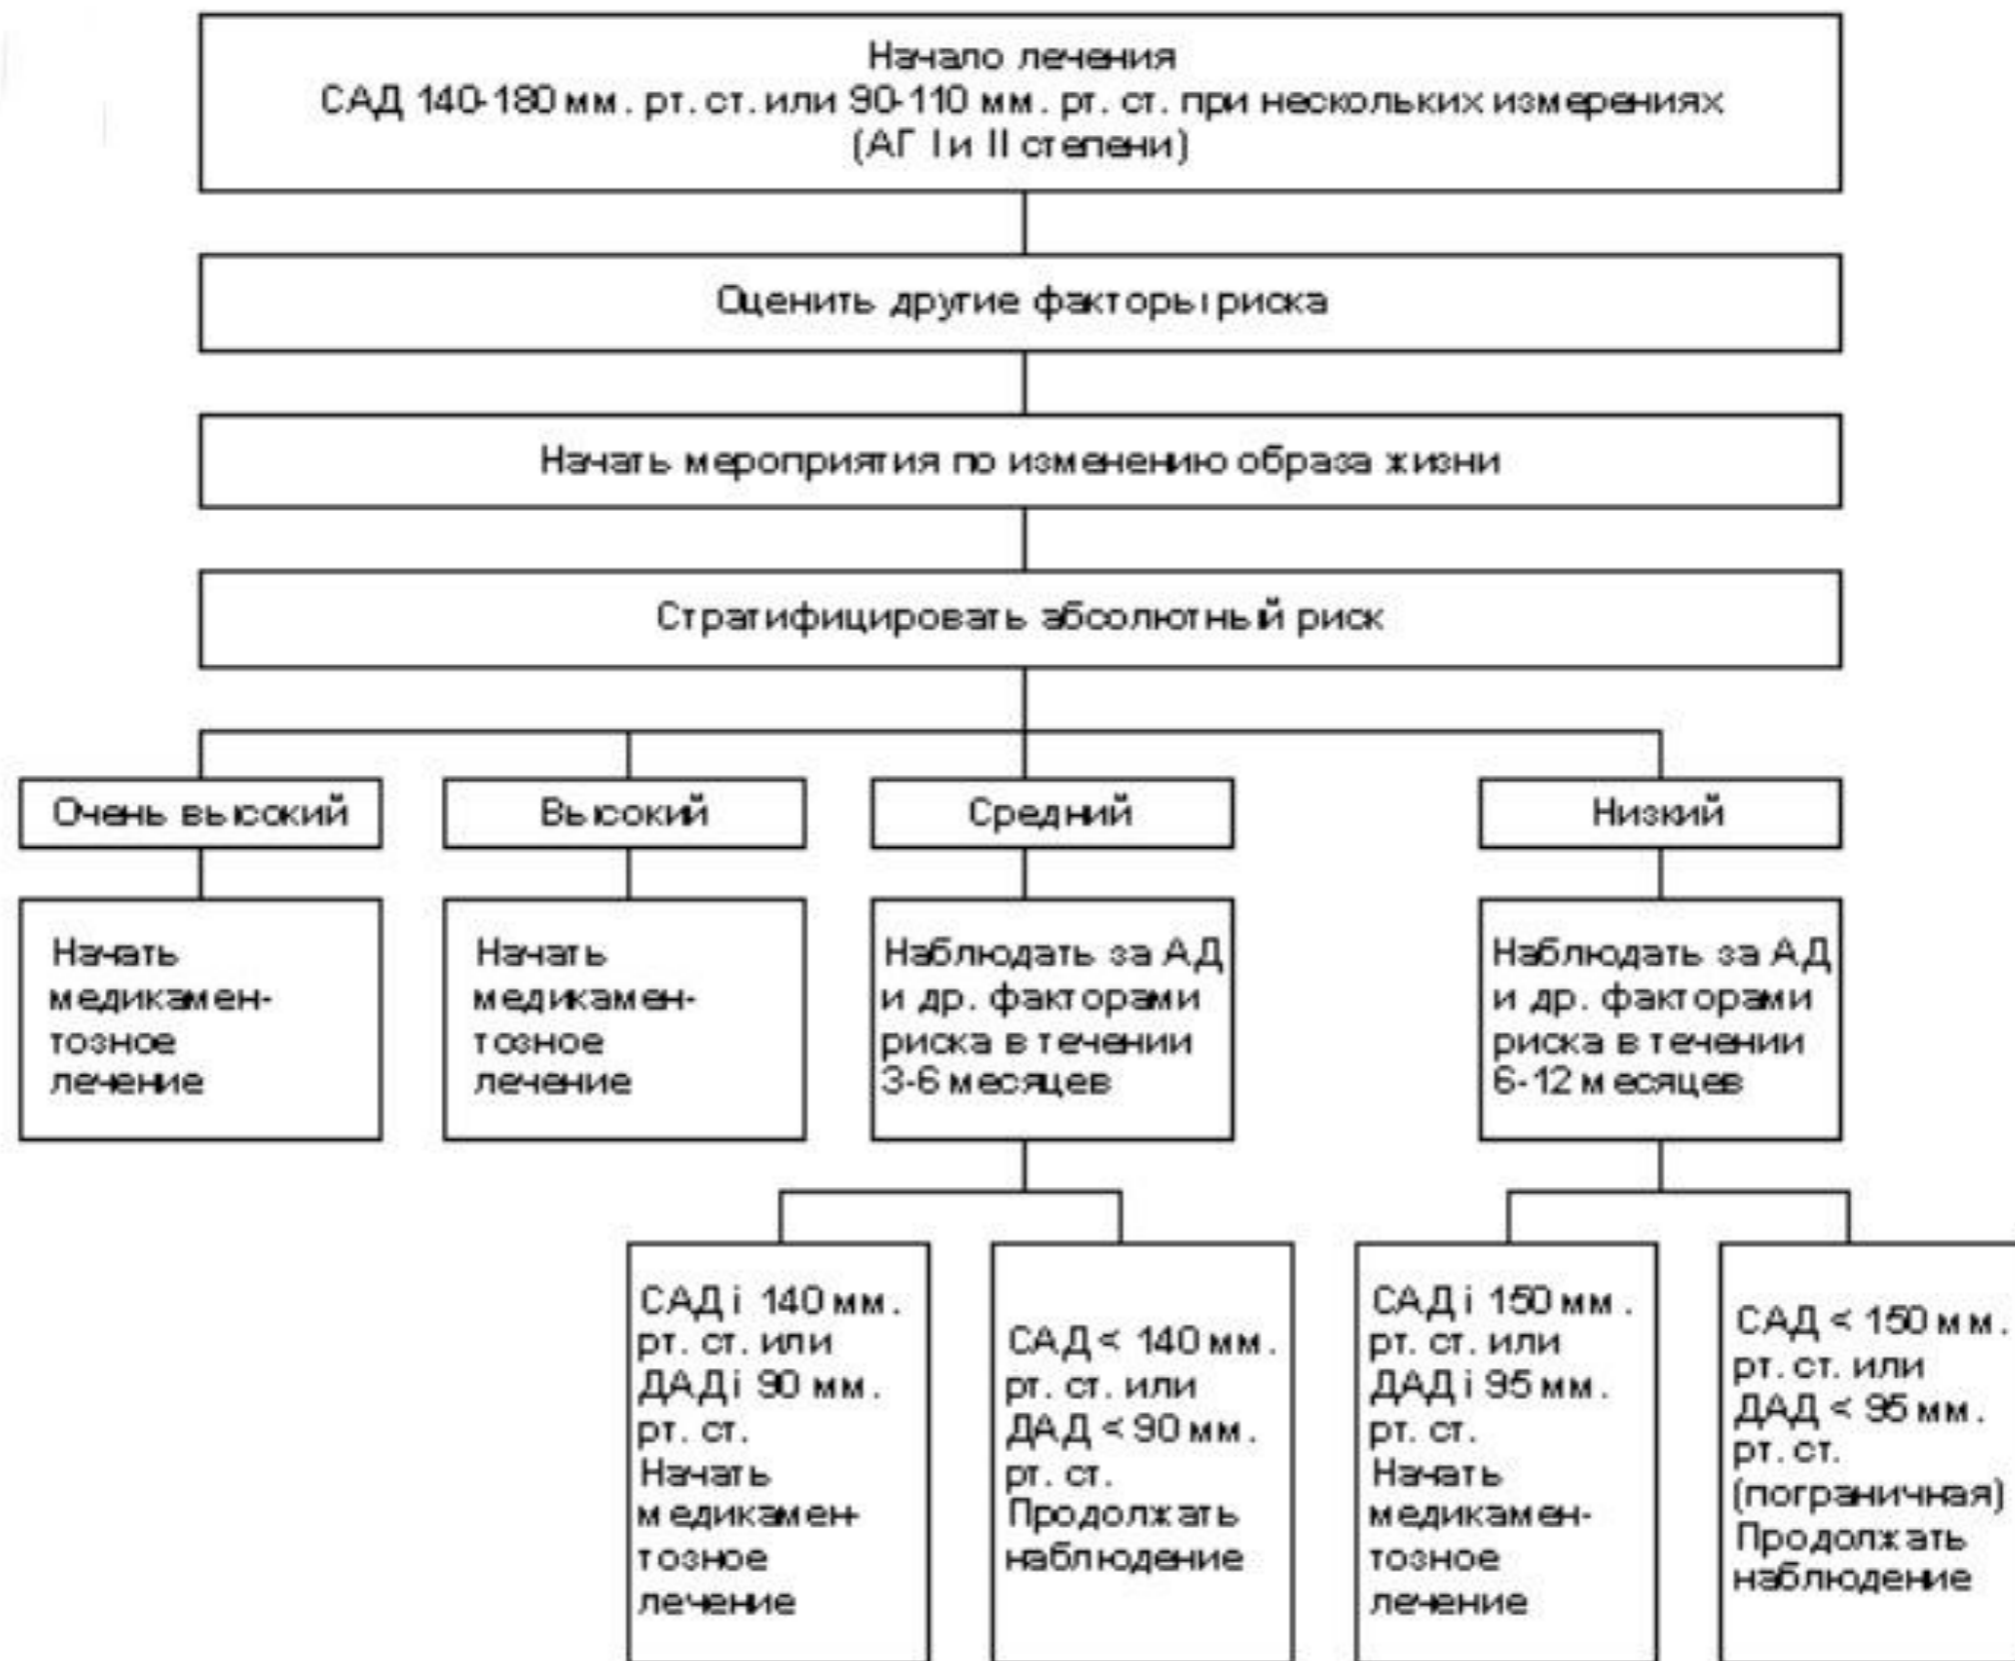 Начало лечения
САД 140-180 мм. рт. ст. или 90-110 мм. рт. ст. при нескольких измерениях
(АГ I и II степени)
Оценить другие факторы риска
Начать мероприятия по изменению образа жизни
Стратифицировать абсолютный риск
Очень высокий
Высокий
Средний
Низкий
Начать
медикамен-
тозное
лечение
Начать
медикамен-
тозное
лечение
Наблюдать за АД
и др. факторами
риска в течении
3-6 месяцев
Наблюдать за АД
и др. факторами
риска в течении
6-12 месяцев
САД і 140 мм.
рт. ст. или
ДАД і 90 мм.
рт. ст.
Начать
медикамен-
тозное
лечение
САД < 140 мм.
рт. ст. или
ДАД < 90 мм.
рт. ст.
Продолжать
наблюдение
САД і 150 мм.
рт. ст. или
ДАД і 95 мм.
рт. ст.
Начать
медикамен-
тозное
лечение
САД < 150 мм.
рт. ст. или
ДАД < 95 мм.
рт. ст.
(пограничная)
Продолжать
наблюдение